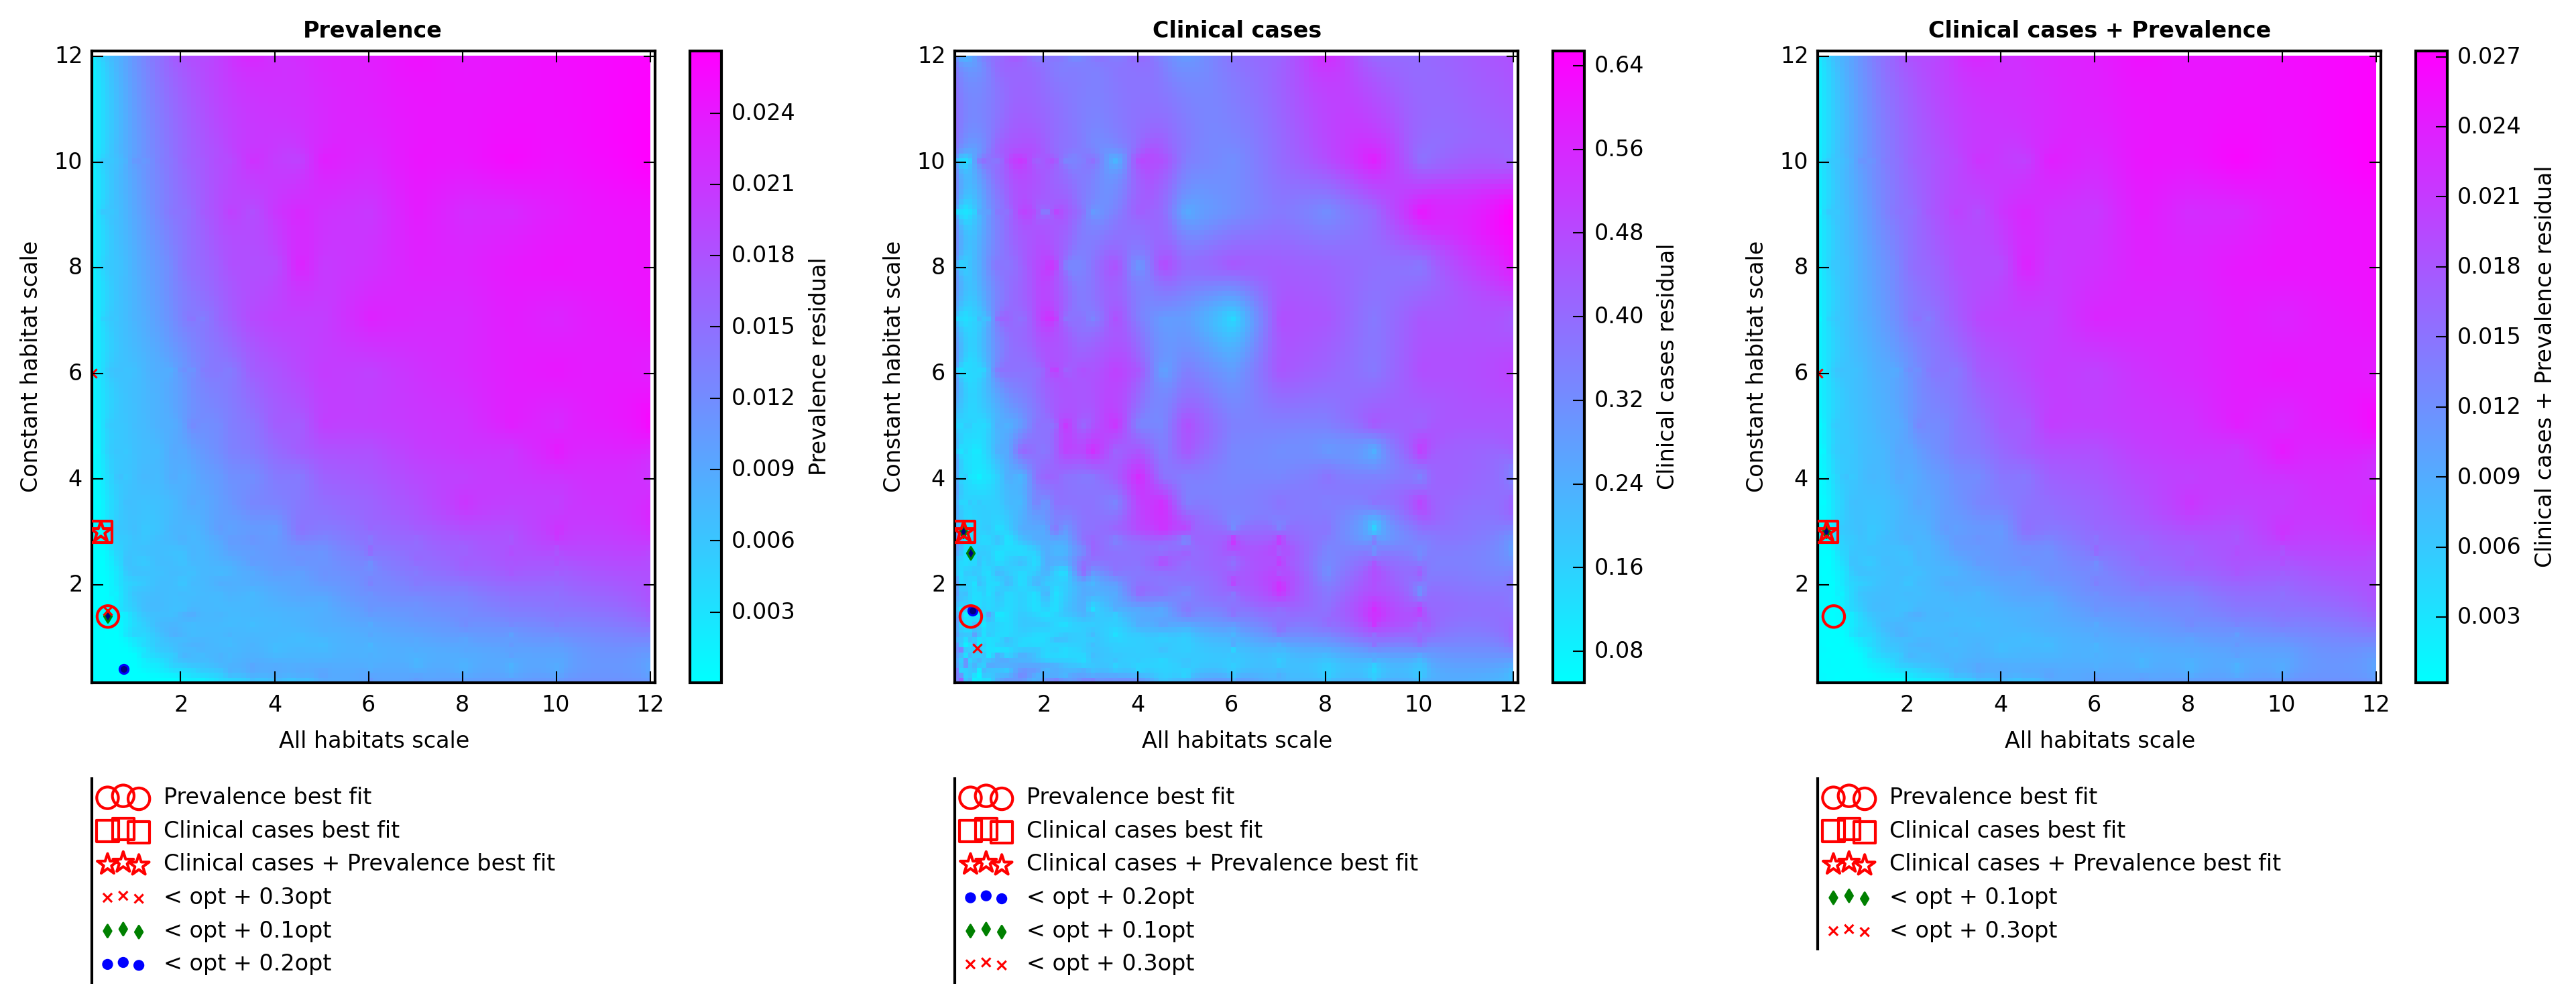 Prevalence
12
10
8
6
4
2
Constant habitat scale
2 4 6 8 10 12
All habitats scale
0.024
0.021
0.018
0.015
0.012
0.009
0.006
0.003
Prevalence residual
Prevalence best fit
Clinical cases best fit
Clinical cases + Prevalence best fit
< opt + 0.3opt
< opt + 0.1opt
< opt + 0.2opt
Clinical cases
12
10
8
6
4
2
Constant habitat scale
2 4 6 8 10 12
All habitats scale
0.64
0.56
0.48
0.40
0.32
0.24
0.16
0.08
Clinical cases residual
Prevalence best fit
Clinical cases best fit
Clinical cases + Prevalence best fit
< opt + 0.2opt
< opt + 0.1opt
< opt + 0.3opt
Clinical cases + Prevalence
12
10
8
6
4
2
Constant habitat scale
2 4 6 8 10 12
All habitats scale
0.027
0.024
0.021
0.018
0.015
0.012
0.009
0.006
0.003
Clinical cases + Prevalence residual
Prevalence best fit
Clinical cases best fit
Clinical cases + Prevalence best fit
< opt + 0.1opt
< opt + 0.3opt